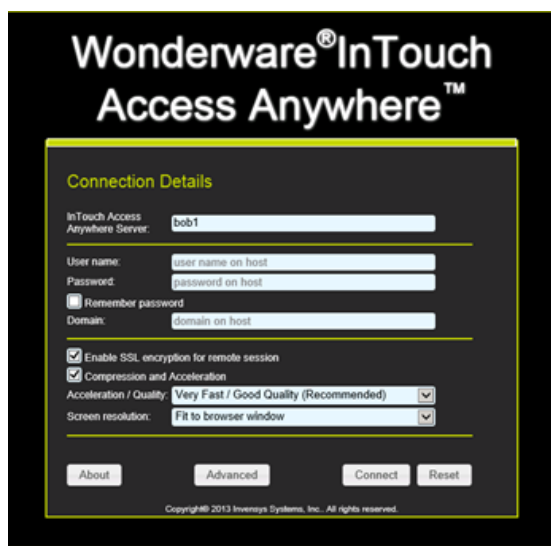 Wonderware®InTouch
Access Anywhere™
Connection Details
InTouch Access
Anywhere Server:
bob1
User name:
user name on host
Password:
password on host
Remember password
Domain:
domain on host
Enable SSL encryption for remote session
Compression and Acceleration
Acceleration / Quality:
Very Fast / Good Quality (Recommended)
Screen resolution:
Fit to browser window
About
Advanced
Connect
Reset
Copyright© 2013 Invensys Systems, Inc.. All rights reserved.